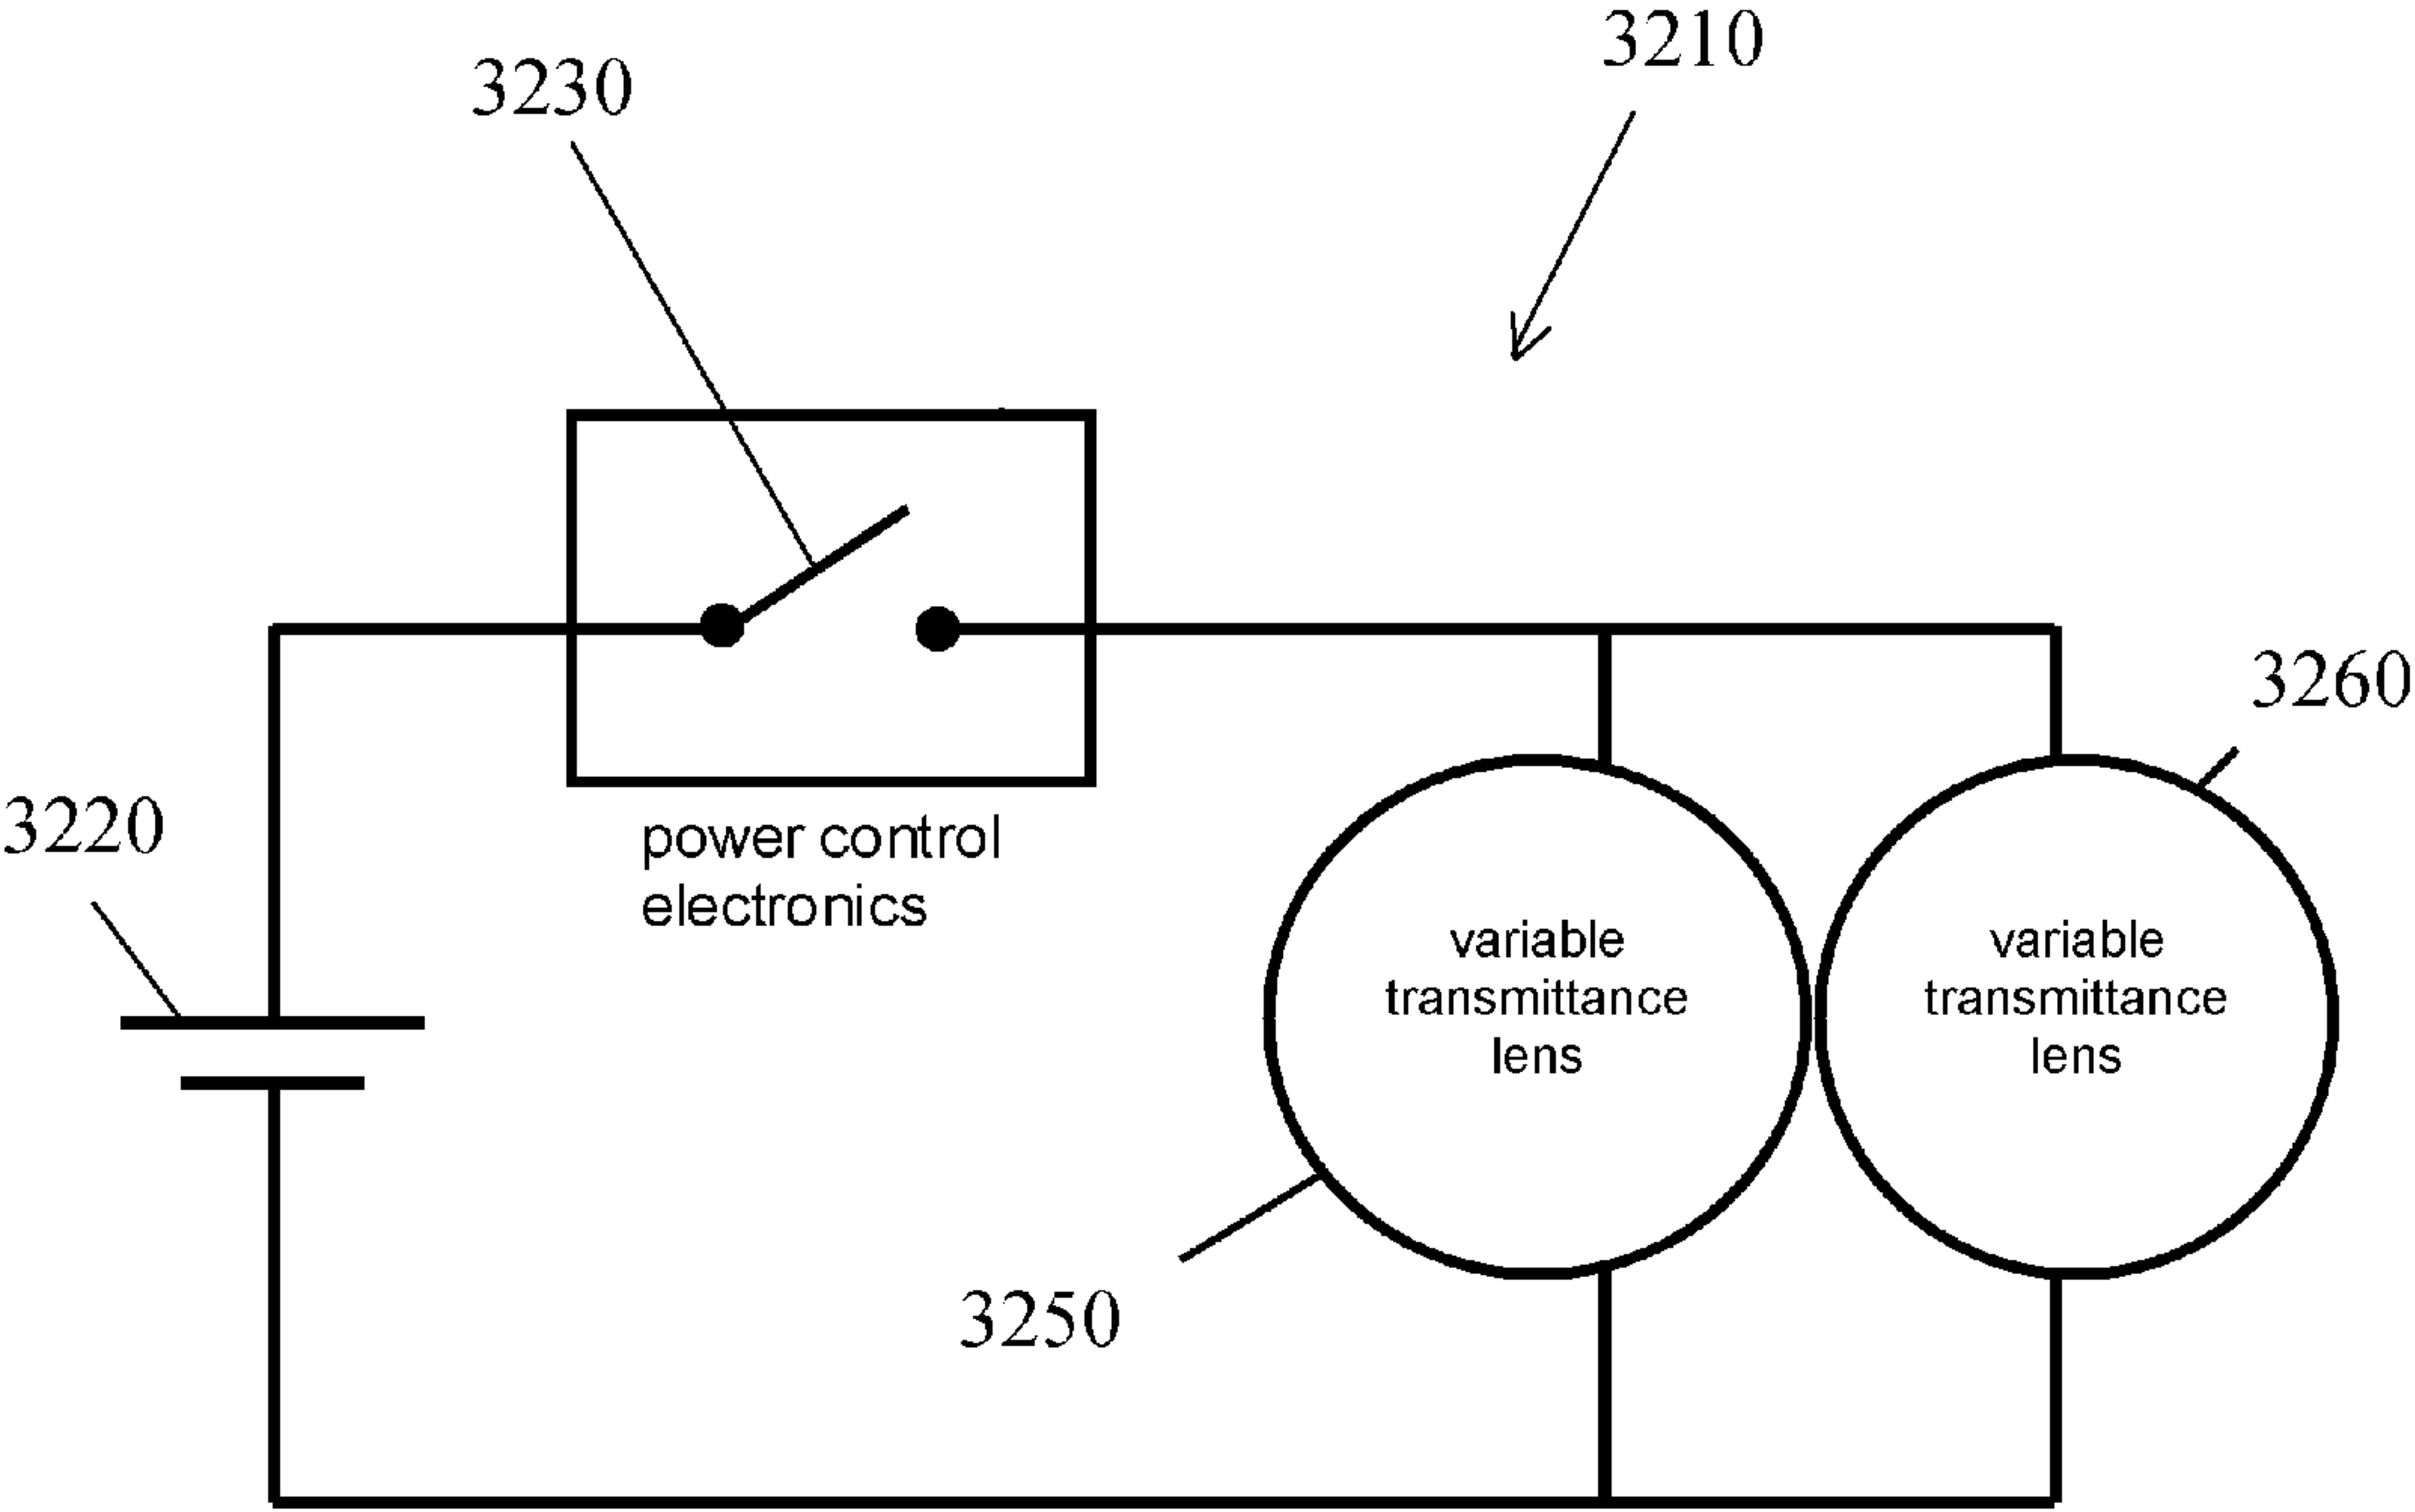 3210
3230
3260
3220
power control
electronics
variable
transmittance
lens
variable
transmittance
lens
3250